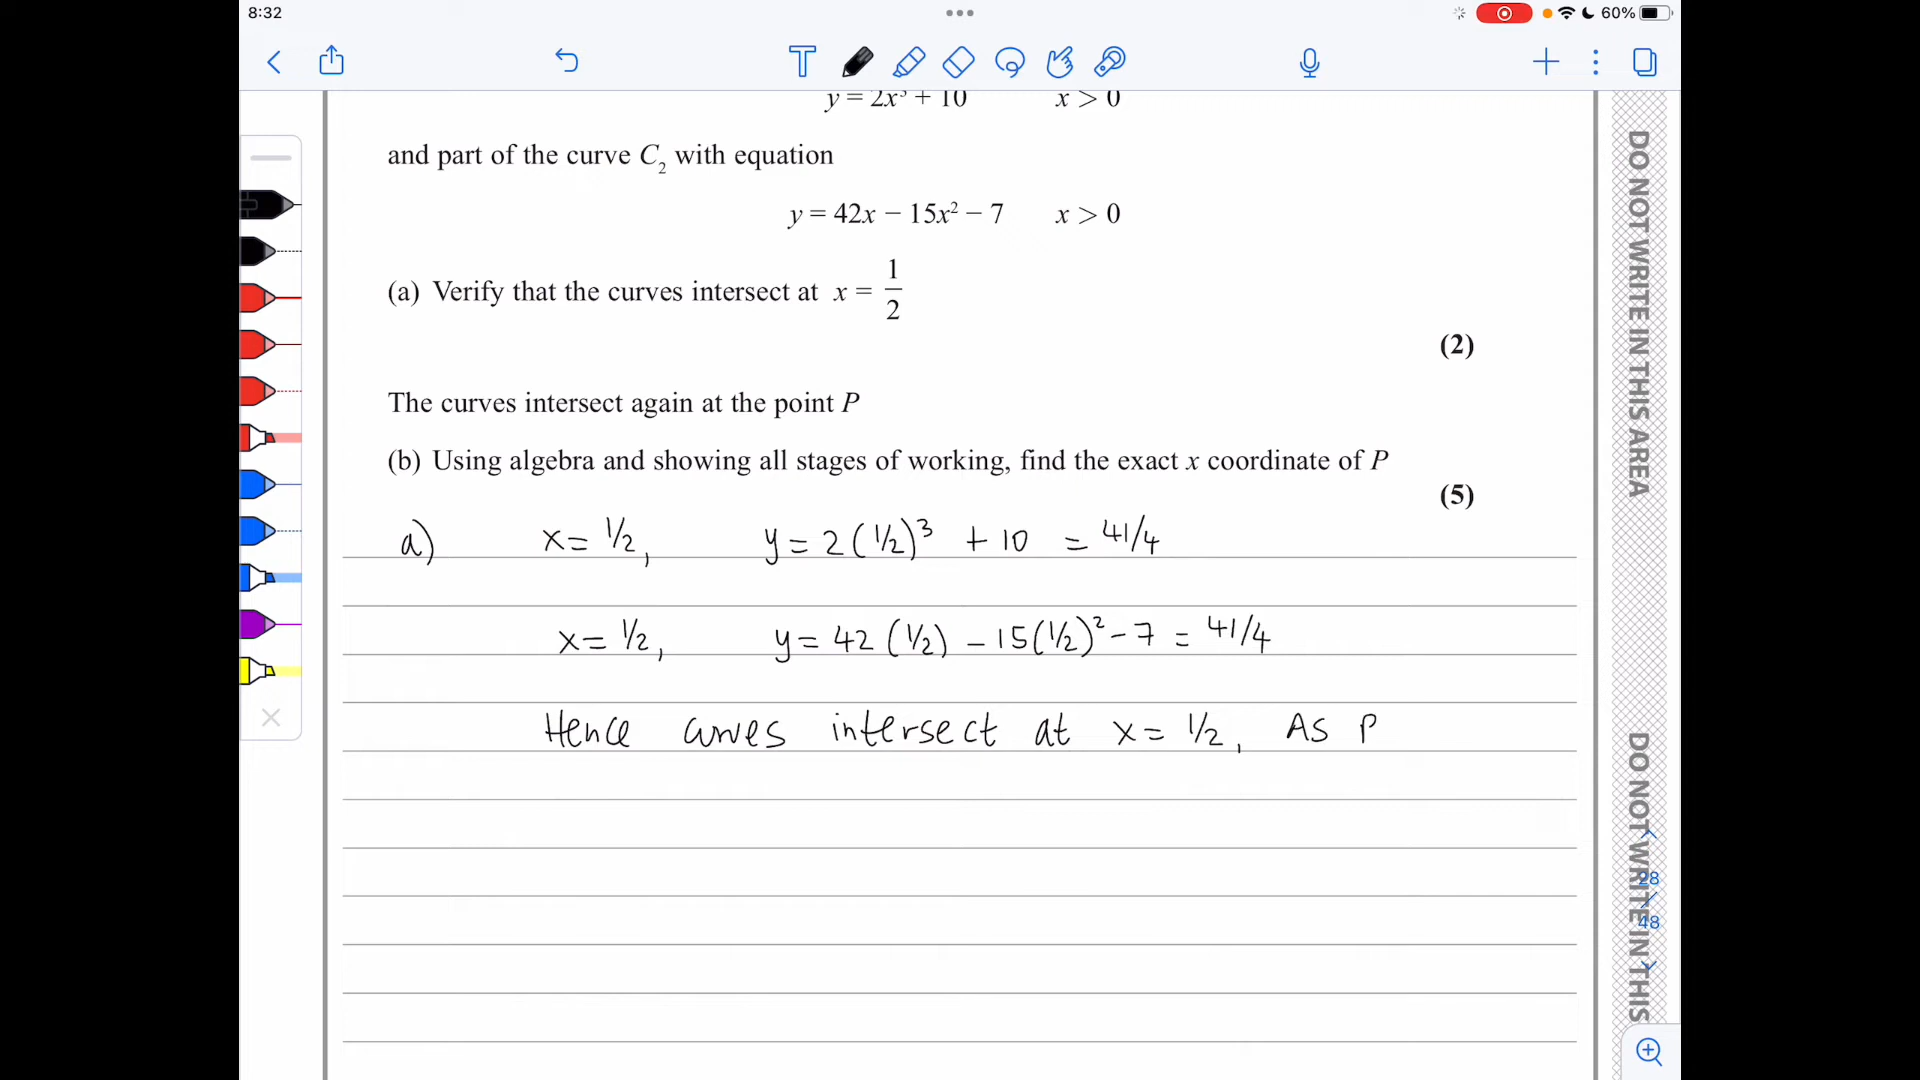 8:32
60%
y = 2x³ + 10 x > 0
and part of the curve C₂ with equation
y = 42x − 15x² − 7 x > 0
(a) Verify that the curves intersect at x = 1/2
(2)
The curves intersect again at the point P
(b) Using algebra and showing all stages of working, find the exact x coordinate of P
(5)
a) x = 1/2, y = 2(1/2)³ + 10 = 41/4
x = 1/2, y = 42(1/2) − 15(1/2)² − 7 = 41/4
Hence curves intersect at x = 1/2, As P
DO NOT WRITE IN THIS AREA
DO NOT WRITE IN THIS
28
48